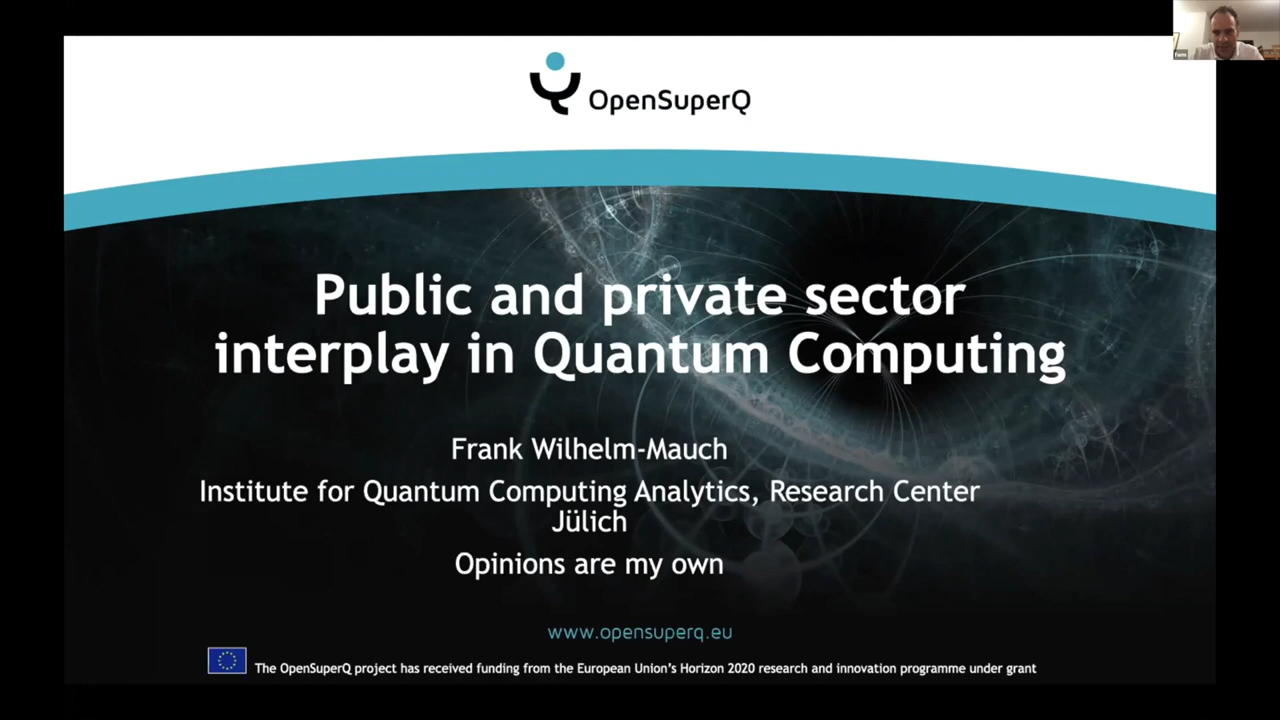 OpenSuperQ
Public and private sector
interplay in Quantum Computing
Frank Wilhelm-Mauch
Institute for Quantum Computing Analytics, Research Center
Jülich
Opinions are my own
www.opensuperq.eu
The OpenSuperQ project has received funding from the European Union's Horizon 2020 research and innovation programme under grant